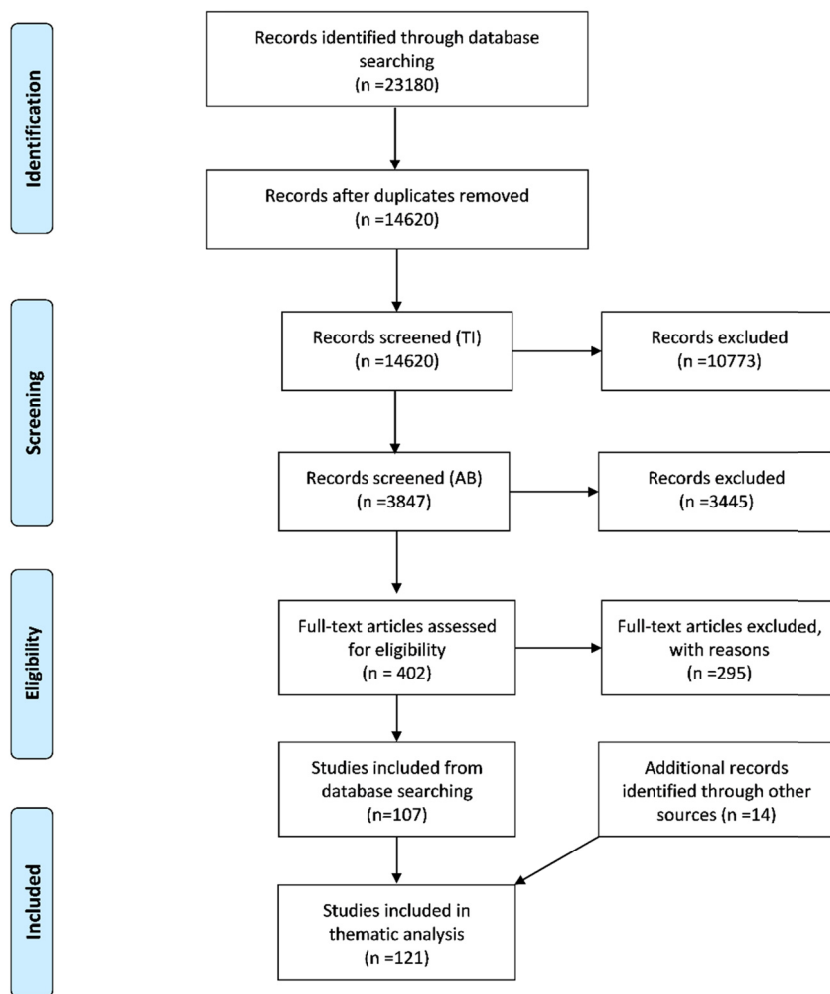 Identification
Records identified through database
searching
(n =23180)
Records after duplicates removed
(n =14620)
Screening
Records screened (TI)
(n =14620)
Records excluded
(n =10773)
Records screened (AB)
(n =3847)
Records excluded
(n =3445)
Eligibility
Full-text articles assessed
for eligibility
(n = 402)
Full-text articles excluded,
with reasons
(n =295)
Studies included from
database searching
(n=107)
Additional records
identified through other
sources (n =14)
Included
Studies included in
thematic analysis
(n =121)